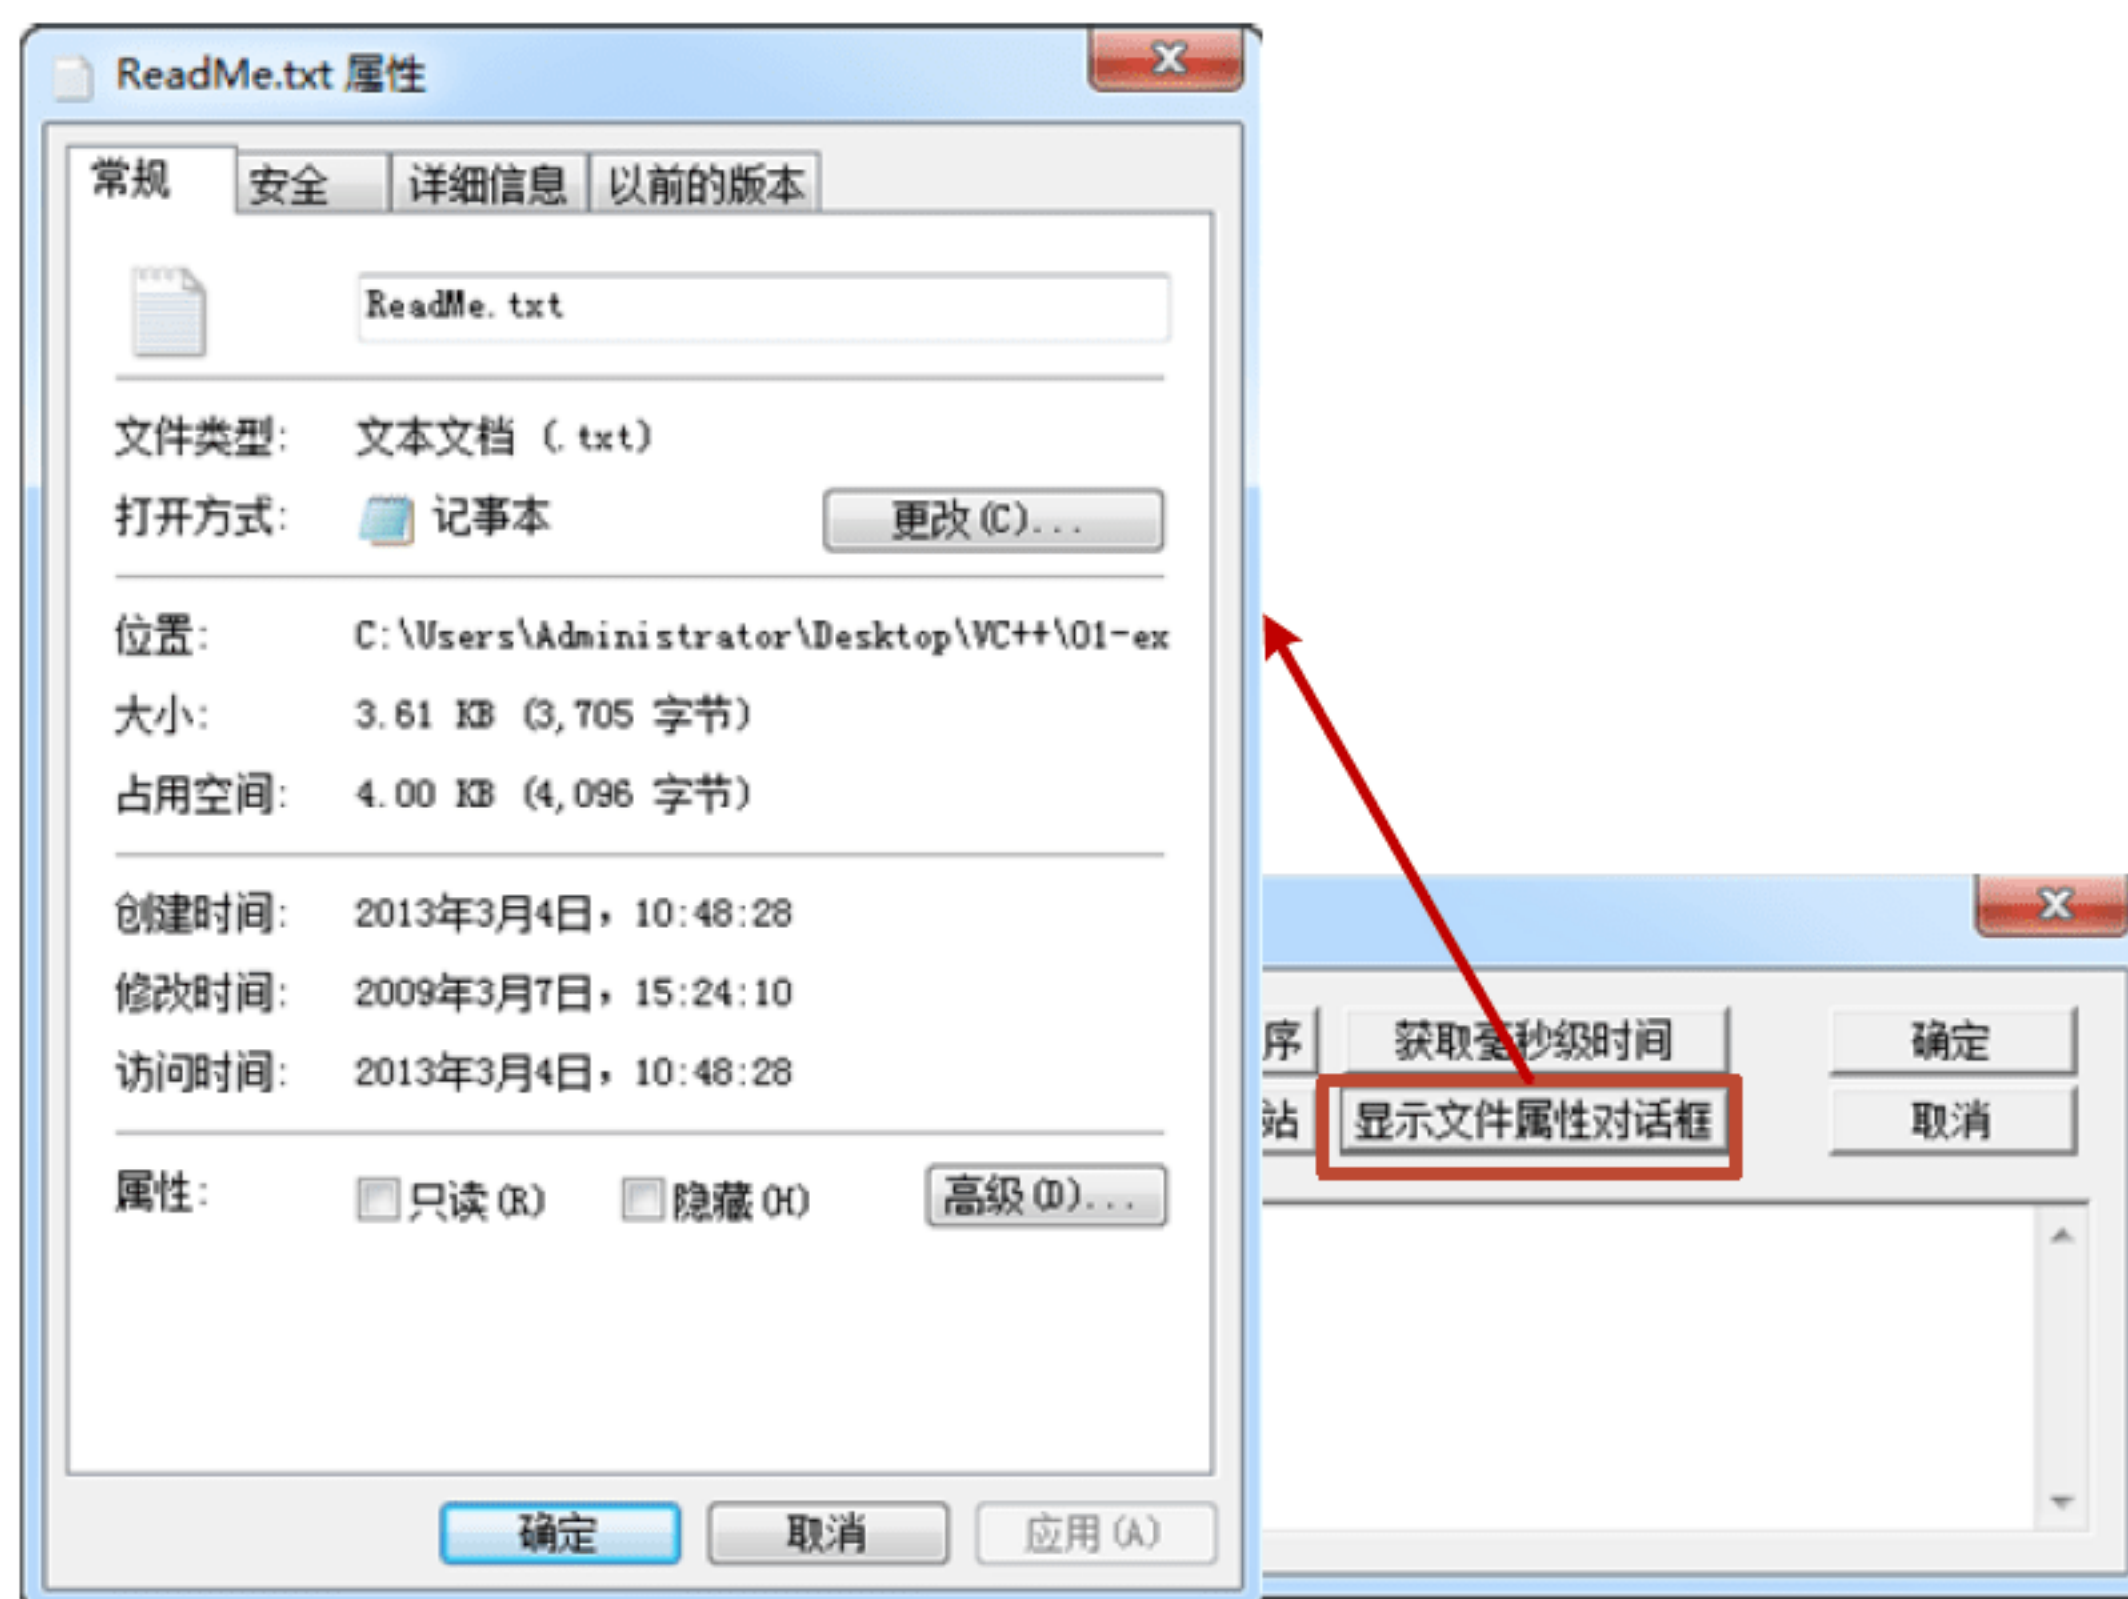 ReadMe.txt 属性
常规 安全 详细信息 以前的版本
ReadMe.txt
文件类型: 文本文档 (.txt)
打开方式: 记事本 更改(C)...
位置: C:\Users\Administrator\Desktop\VC++\01-ex
大小: 3.61 KB (3,705 字节)
占用空间: 4.00 KB (4,096 字节)
创建时间: 2013年3月4日，10:48:28
修改时间: 2009年3月7日，15:24:10
访问时间: 2013年3月4日，10:48:28
属性: 只读(R) 隐藏(H) 高级(D)...
确定 取消 应用(A)
序 获取毫秒级时间 确定
站 显示文件属性对话框 取消